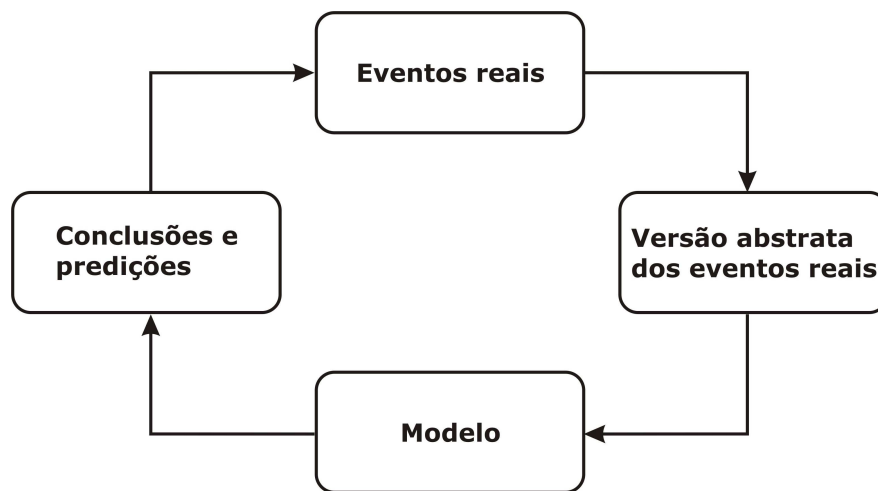 Eventos reais
Versão abstrata
dos eventos reais
Modelo
Conclusões e
predições